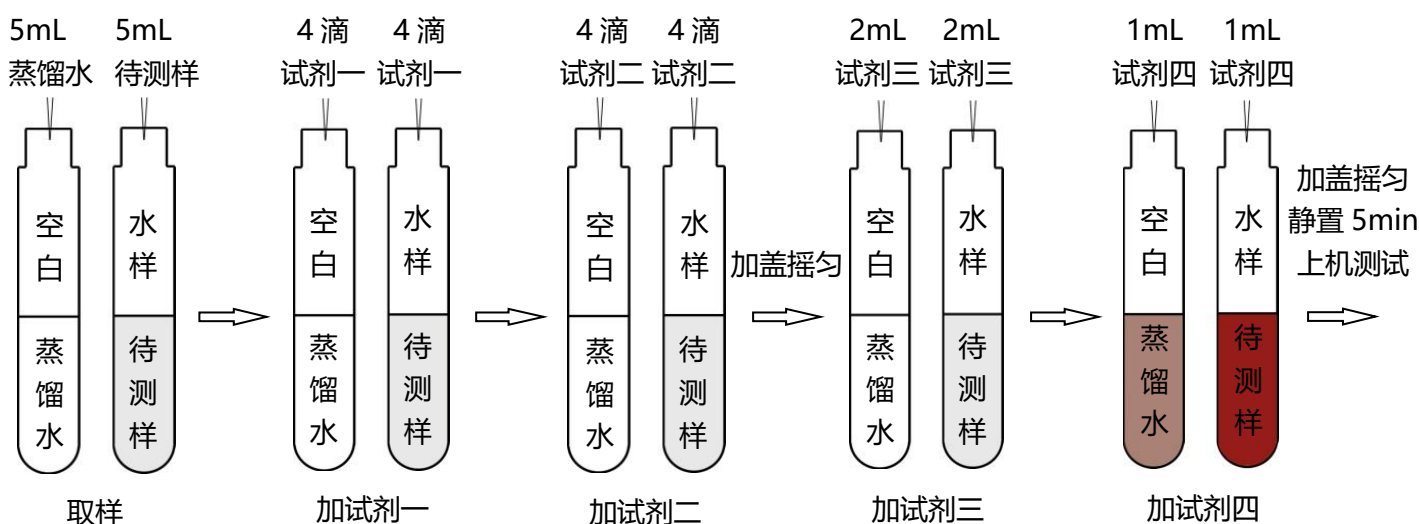 5mL 5mL 4滴 4滴 4滴 4滴 2mL 2mL 1mL 1mL
蒸馏水 待测样 试剂一 试剂一 试剂二 试剂二 试剂三 试剂三 试剂四 试剂四
空白 水样 空白 水样 空白 水样 空白 水样 空白 水样
加盖摇匀
加盖摇匀
静置 5min
上机测试
蒸馏水 待测样 蒸馏水 待测样 蒸馏水 待测样 蒸馏水 待测样 蒸馏水 待测样
取样 加试剂一 加试剂二 加试剂三 加试剂四